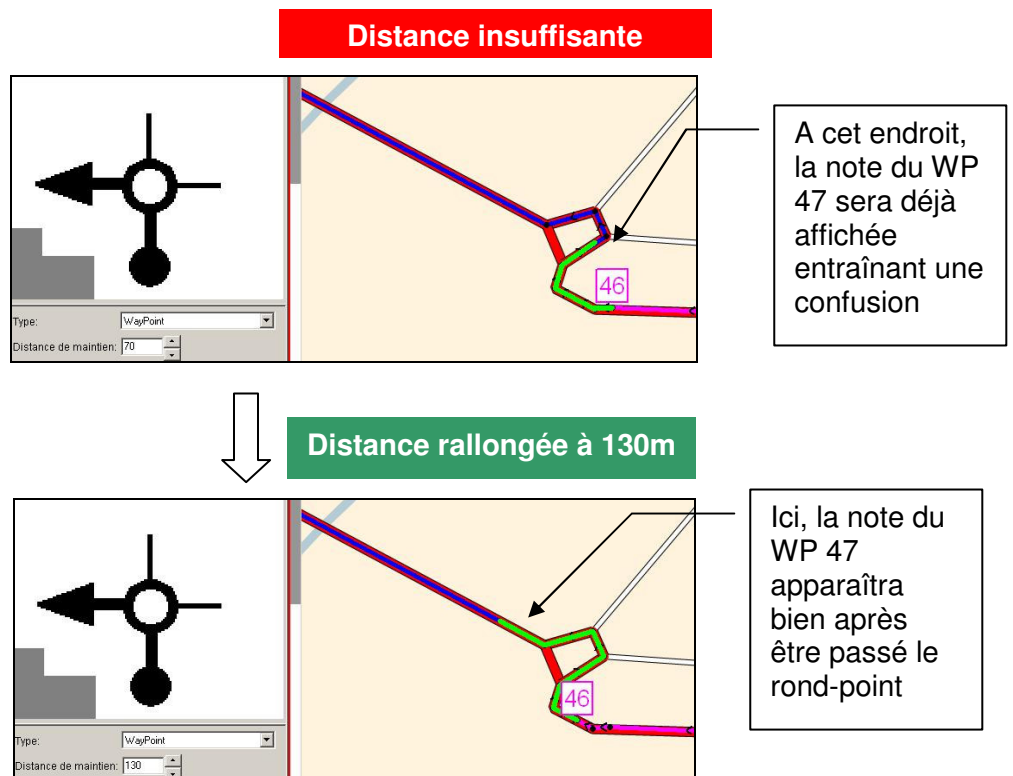 Distance insuffisante
A cet endroit,
la note du WP
47 sera déjà
affichée
entraînant une
confusion
46
Type: WayPoint
Distance de maintien: 70
Distance rallongée à 130m
Ici, la note du
WP 47
apparaîtra
bien après
être passé le
rond-point
46
Type: WayPoint
Distance de maintien: 130